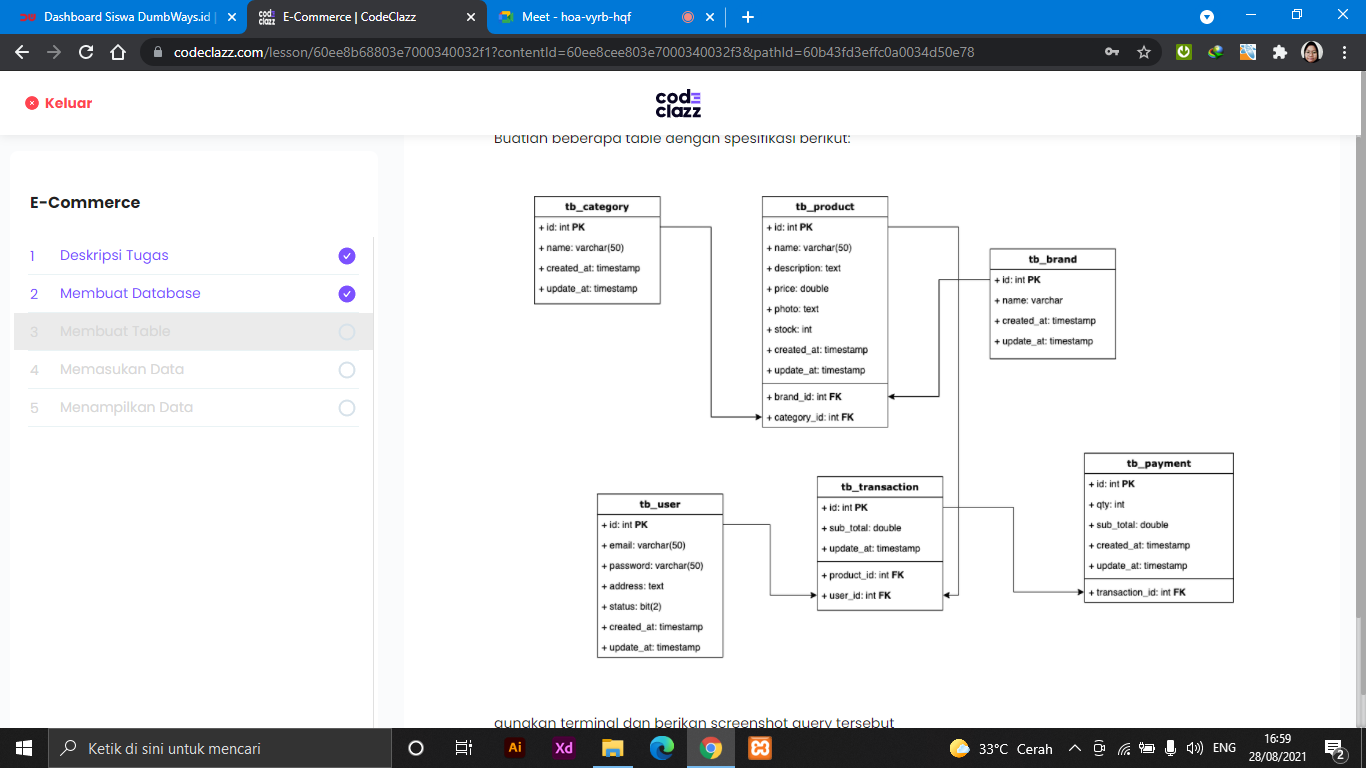 Dashboard Siswa DumbWays.id |
E-Commerce | CodeClazz
Meet - hoa-vyrb-hqf
codeclazz.com/lesson/60ee8b68803e7000340032f1?contentId=60ee8cee803e7000340032f3&pathId=60b43fd3effc0a0034d50e78
Keluar
code
clazz
Buatlah beberapa table dengan spesifikasi berikut:
E-Commerce
1 Deskripsi Tugas
2 Membuat Database
3 Membuat Table
4 Memasukan Data
5 Menampilkan Data
tb_category
+ id: int PK
+ name: varchar(50)
+ created_at: timestamp
+ update_at: timestamp
tb_product
+ id: int PK
+ name: varchar(50)
+ description: text
+ price: double
+ photo: text
+ stock: int
+ created_at: timestamp
+ update_at: timestamp
+ brand_id: int FK
+ category_id: int FK
tb_brand
+ id: int PK
+ name: varchar
+ created_at: timestamp
+ update_at: timestamp
tb_user
+ id: int PK
+ email: varchar(50)
+ password: varchar(50)
+ address: text
+ status: bit(2)
+ created_at: timestamp
+ update_at: timestamp
tb_transaction
+ id: int PK
+ sub_total: double
+ update_at: timestamp
+ product_id: int FK
+ user_id: int FK
tb_payment
+ id: int PK
+ qty: int
+ sub_total: double
+ created_at: timestamp
+ update_at: timestamp
+ transaction_id: int FK
gunakan terminal dan berikan screenshot query tersebut
Ketik di sini untuk mencari
Ai
Xd
33°C Cerah
ENG
16:59
28/08/2021
2